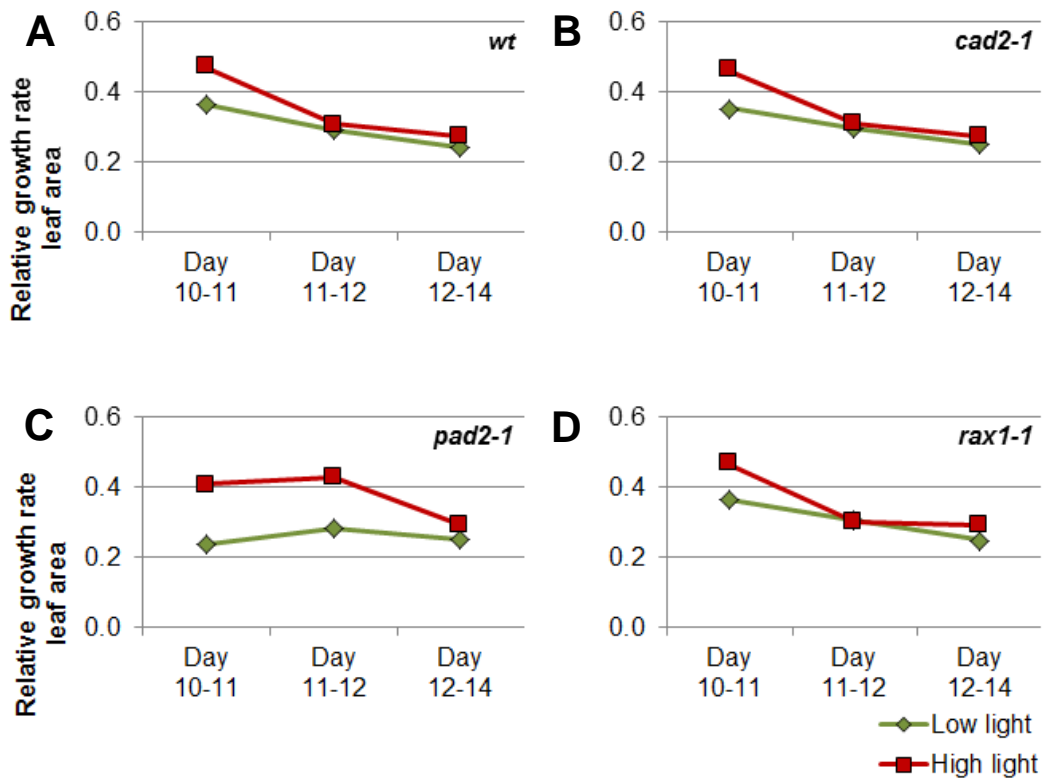 A
wt
Relative growth rate
leaf area
0.6
0.4
0.2
0.0
Day
10-11
Day
11-12
Day
12-14
B
cad2-1
0.6
0.4
0.2
0.0
Day
10-11
Day
11-12
Day
12-14
C
pad2-1
Relative growth rate
leaf area
0.6
0.4
0.2
0.0
Day
10-11
Day
11-12
Day
12-14
D
rax1-1
0.6
0.4
0.2
0.0
Day
10-11
Day
11-12
Day
12-14
Low light
High light